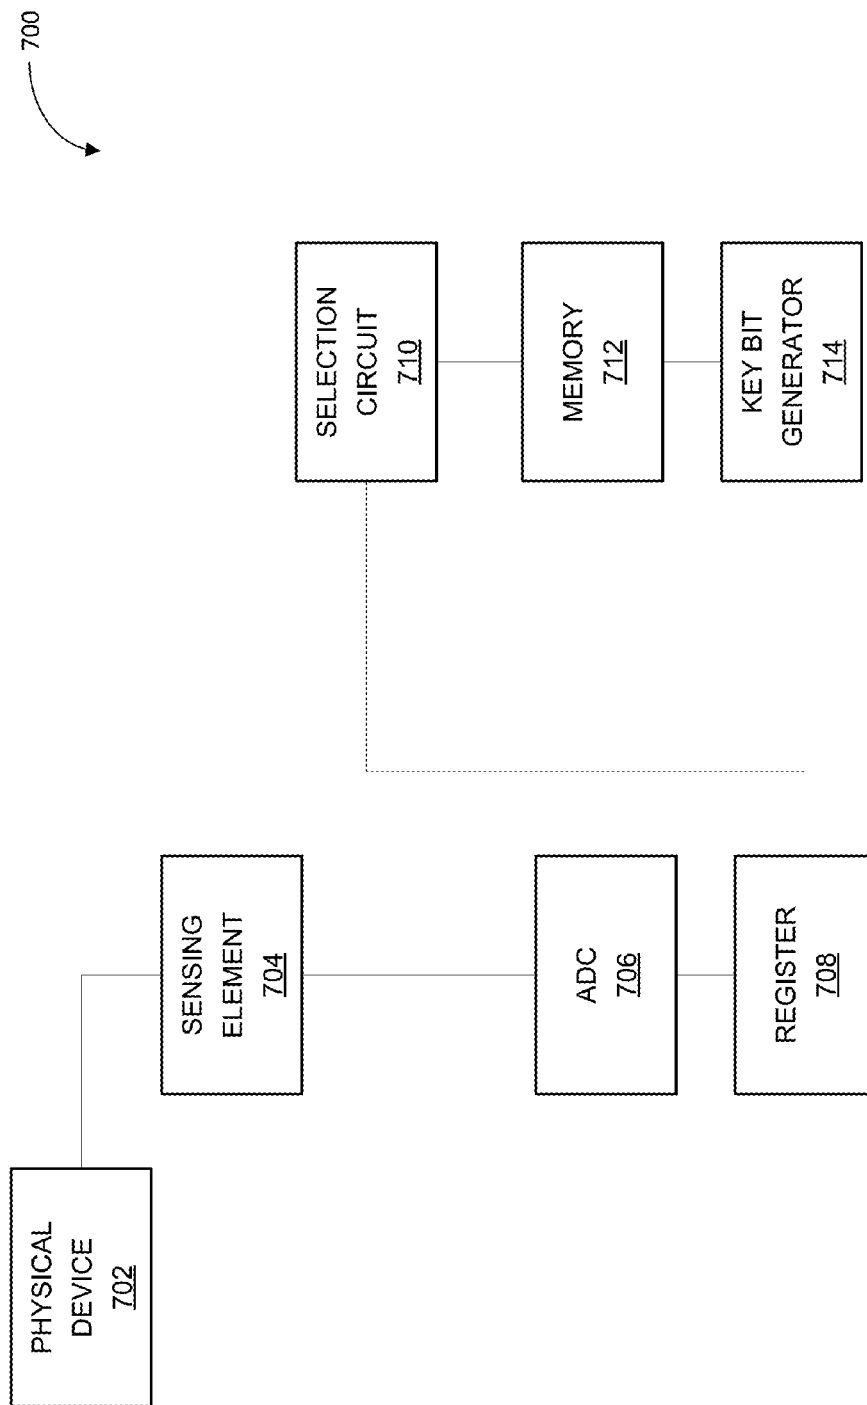 700
PHYSICAL
DEVICE
702
SENSING
ELEMENT
704
ADC
706
REGISTER
708
SELECTION
CIRCUIT
710
MEMORY
712
KEY BIT
GENERATOR
714